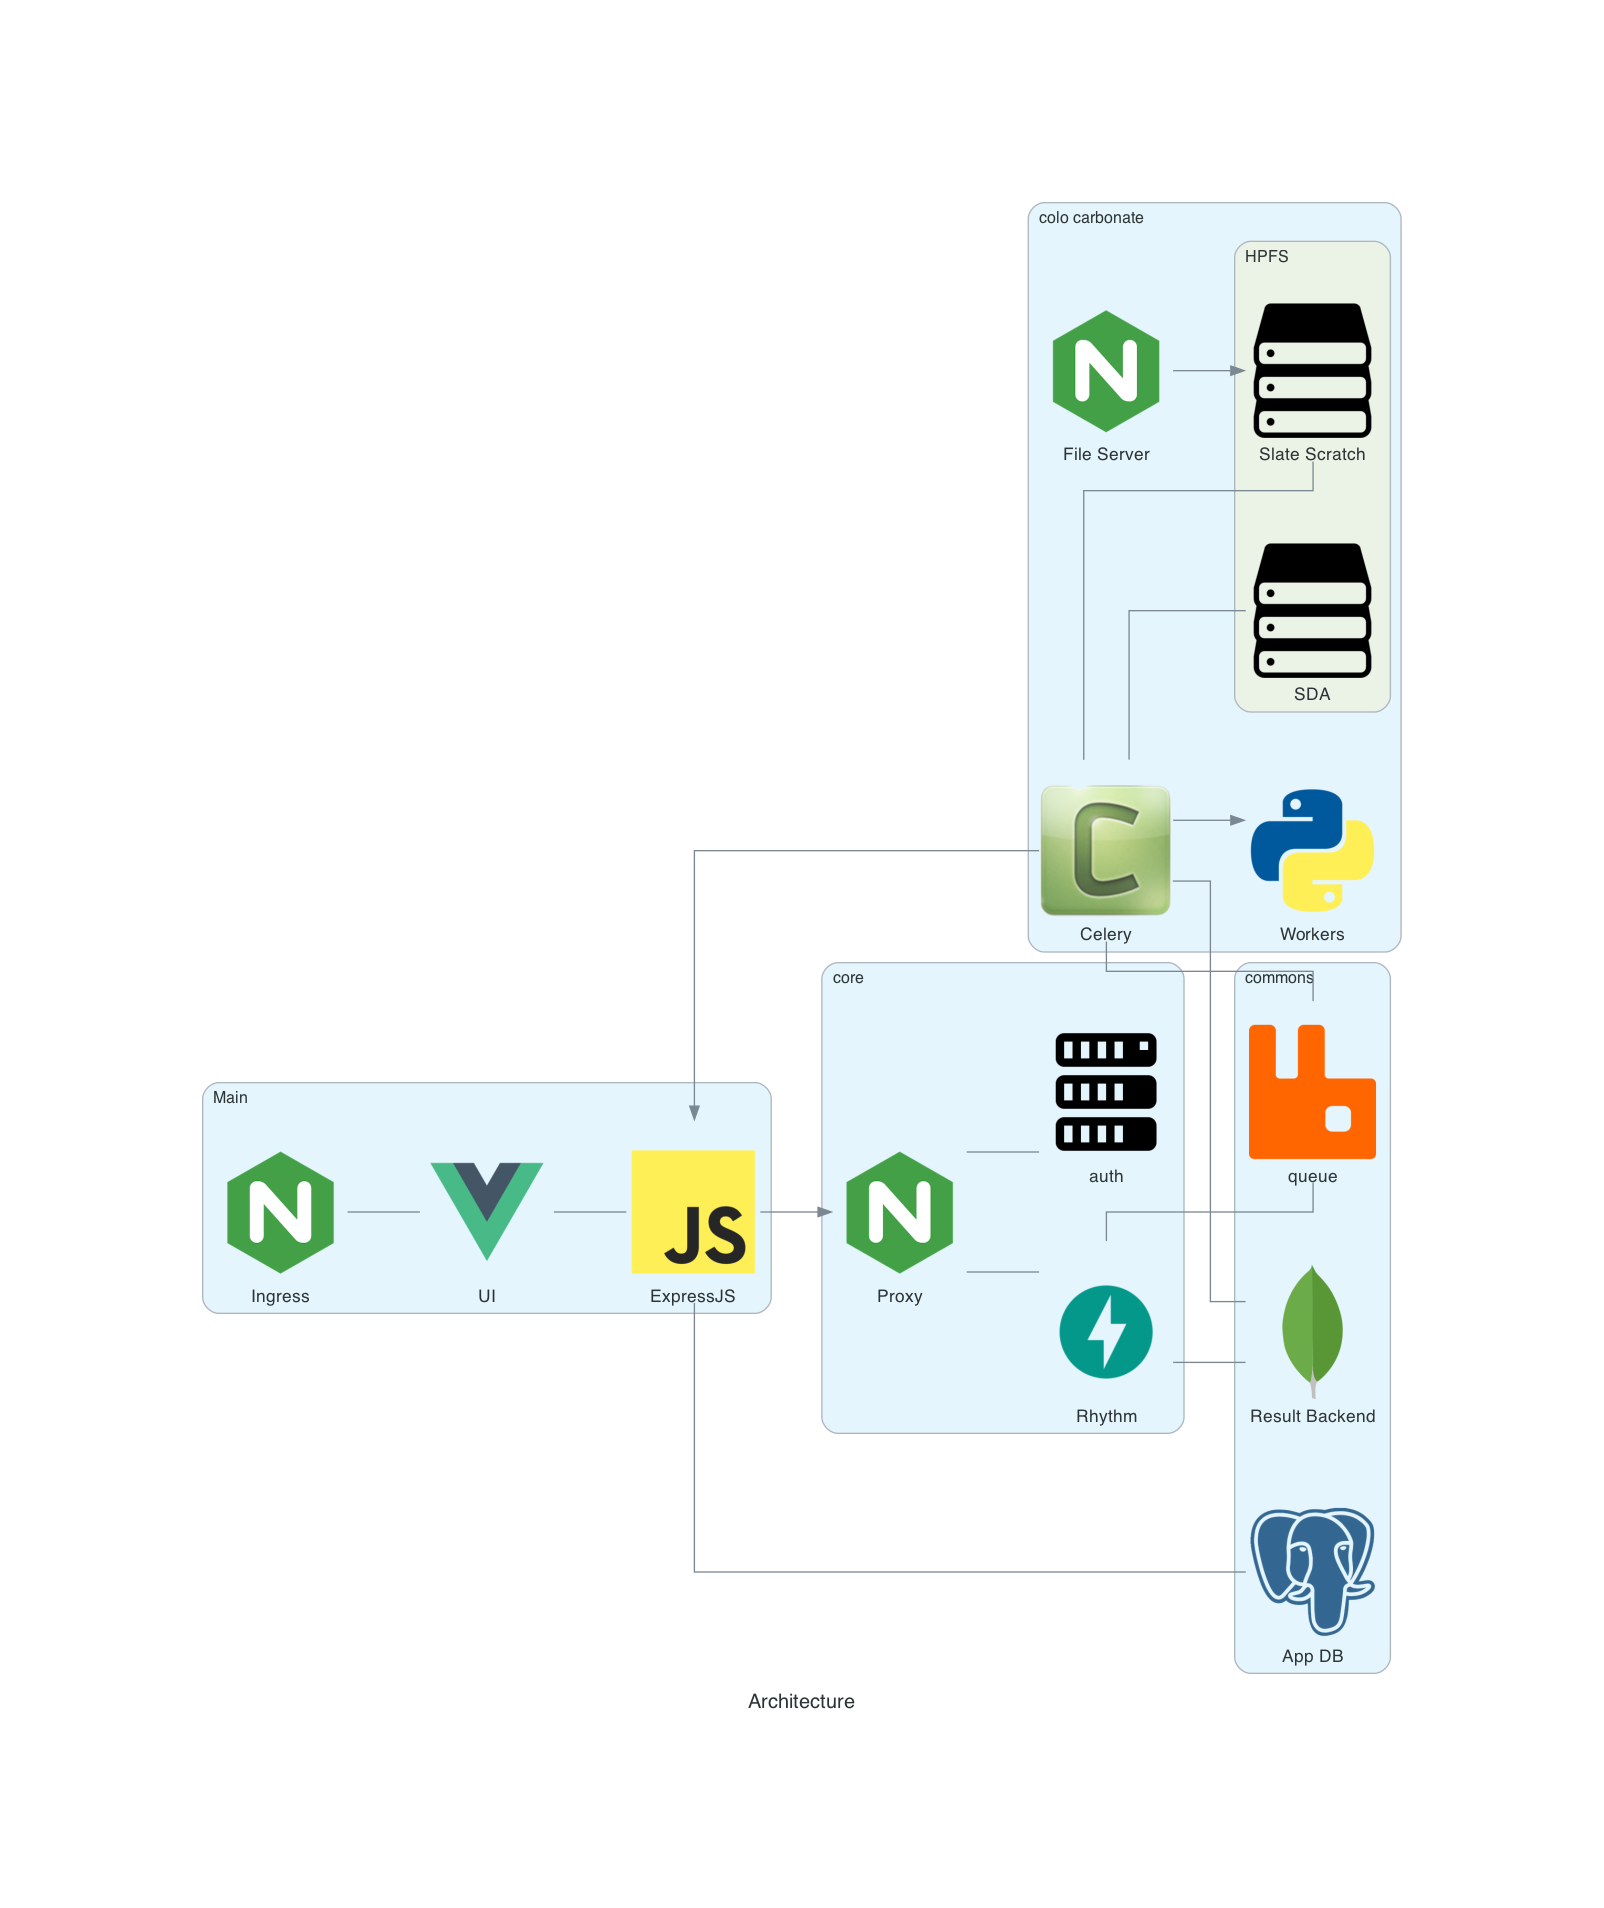 colo carbonate
HPFS
File Server
Slate Scratch
SDA
Celery
Workers
core
commons
auth
queue
Main
JS
Ingress
UI
ExpressJS
Proxy
Rhythm
Result Backend
App DB
Architecture